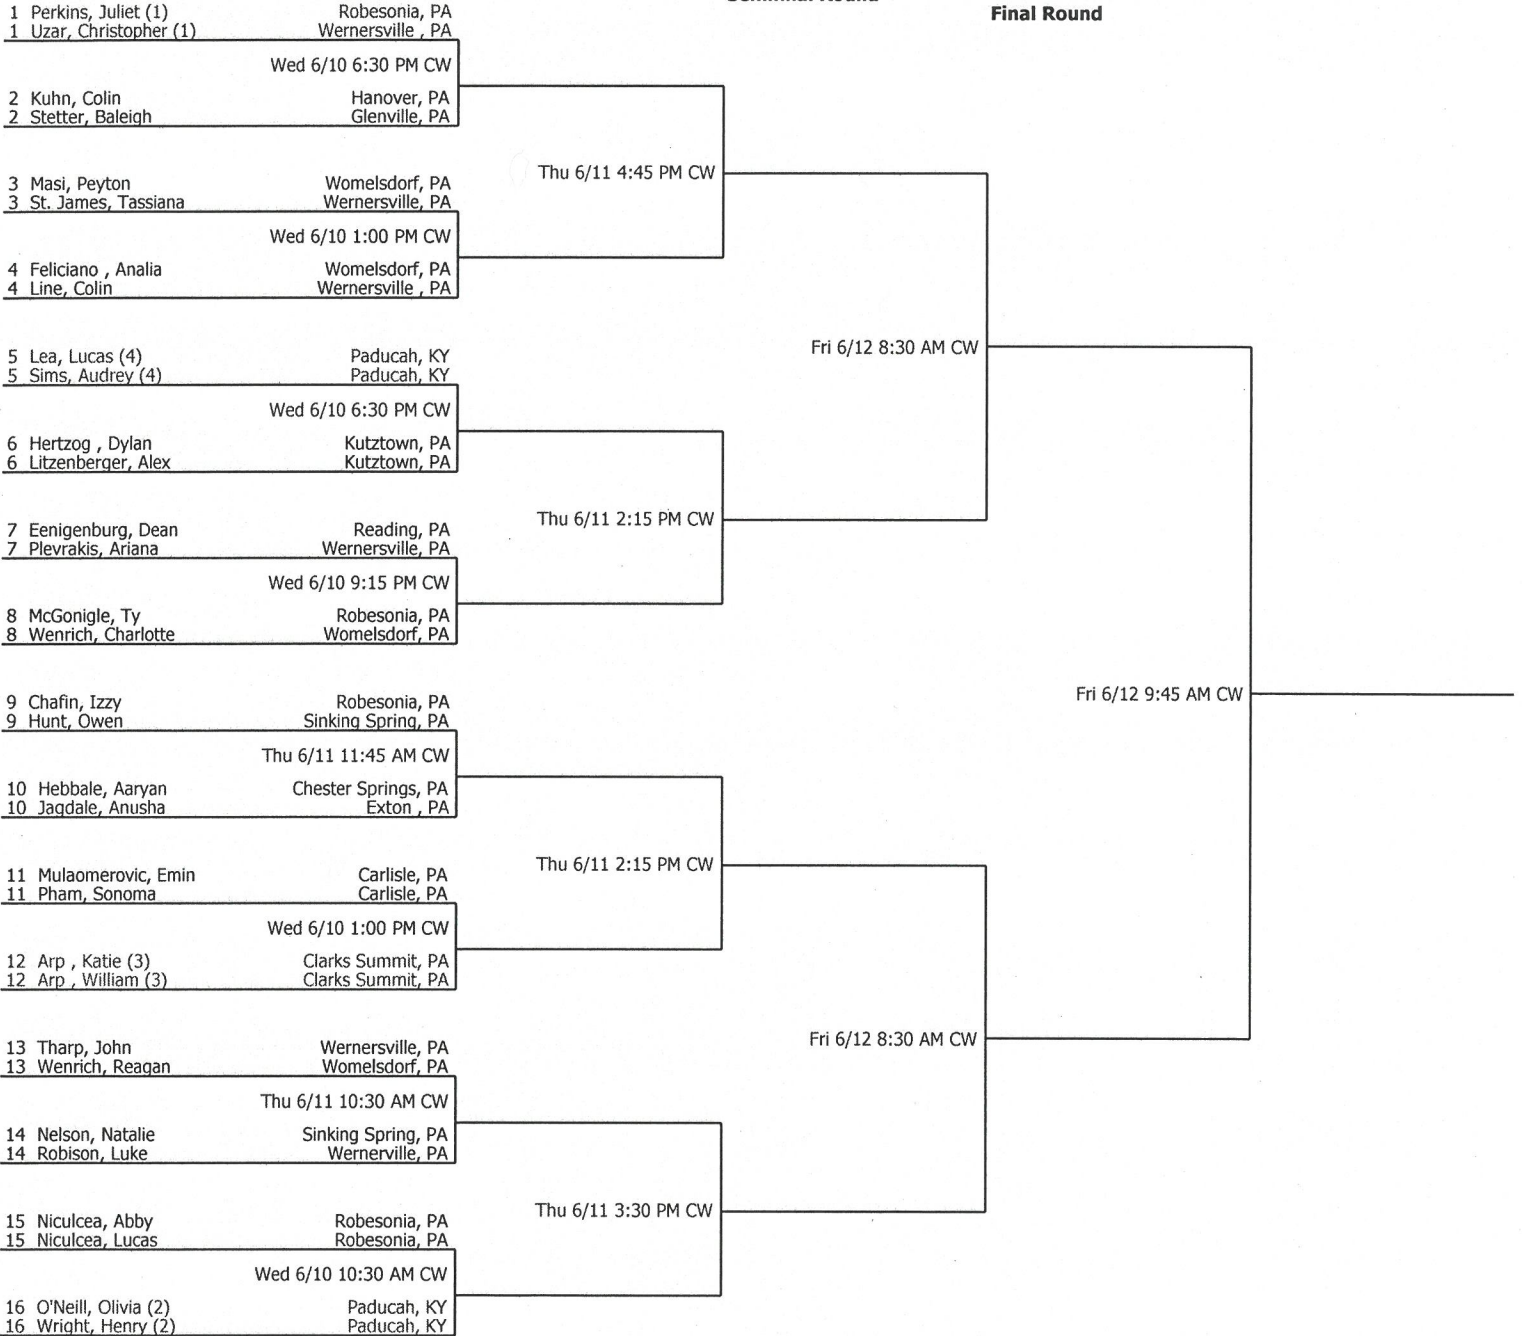 Final Round
1 Perkins, Juliet (1) Robesonia, PA
1 Uzar, Christopher (1) Wernersville , PA
Wed 6/10 6:30 PM CW
2 Kuhn, Colin Hanover, PA
2 Stetter, Baleigh Glenville, PA
Thu 6/11 4:45 PM CW
3 Masi, Peyton Womelsdorf, PA
3 St. James, Tassiana Wernersville, PA
Wed 6/10 1:00 PM CW
4 Feliciano , Analia Womelsdorf, PA
4 Line, Colin Wernersville , PA
Fri 6/12 8:30 AM CW
5 Lea, Lucas (4) Paducah, KY
5 Sims, Audrey (4) Paducah, KY
Wed 6/10 6:30 PM CW
6 Hertzog , Dylan Kutztown, PA
6 Litzenberger, Alex Kutztown, PA
Thu 6/11 2:15 PM CW
7 Eenigenburg, Dean Reading, PA
7 Plevrakis, Ariana Wernersville, PA
Wed 6/10 9:15 PM CW
8 McGonigle, Ty Robesonia, PA
8 Wenrich, Charlotte Womelsdorf, PA
Fri 6/12 9:45 AM CW
9 Chafin, Izzy Robesonia, PA
9 Hunt, Owen Sinking Spring, PA
Thu 6/11 11:45 AM CW
10 Hebbale, Aaryan Chester Springs, PA
10 Jagdale, Anusha Exton , PA
Thu 6/11 2:15 PM CW
11 Mulaomerovic, Emin Carlisle, PA
11 Pham, Sonoma Carlisle, PA
Wed 6/10 1:00 PM CW
12 Arp , Katie (3) Clarks Summit, PA
12 Arp , William (3) Clarks Summit, PA
Fri 6/12 8:30 AM CW
13 Tharp, John Wernersville, PA
13 Wenrich, Reagan Womelsdorf, PA
Thu 6/11 10:30 AM CW
14 Nelson, Natalie Sinking Spring, PA
14 Robison, Luke Wernerville, PA
Thu 6/11 3:30 PM CW
15 Niculcea, Abby Robesonia, PA
15 Niculcea, Lucas Robesonia, PA
Wed 6/10 10:30 AM CW
16 O'Neill, Olivia (2) Paducah, KY
16 Wright, Henry (2) Paducah, KY